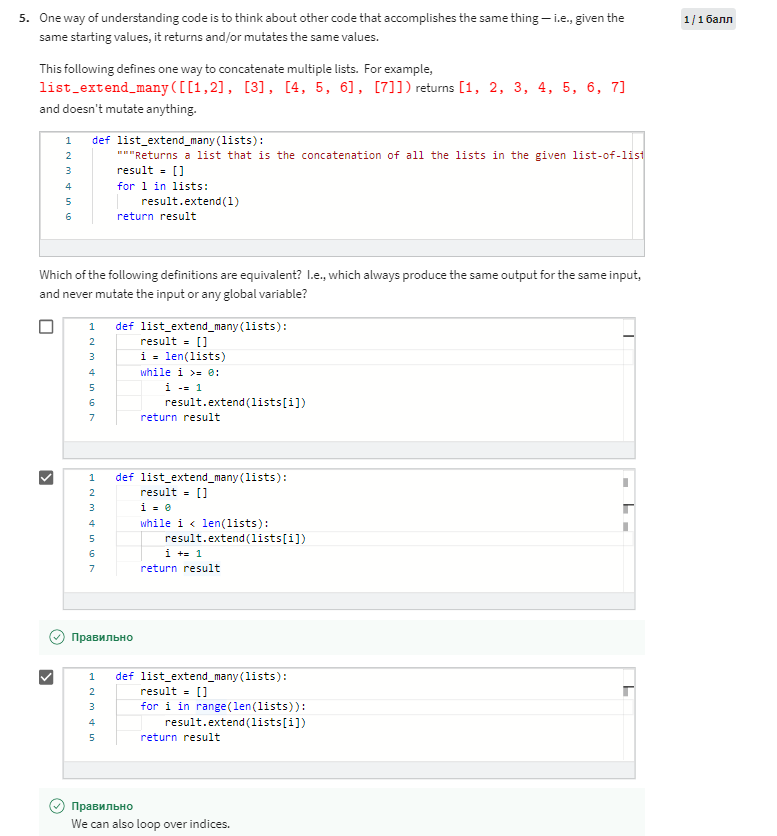 5. One way of understanding code is to think about other code that accomplishes the same thing — i.e., given the
1 / 1 балл
same starting values, it returns and/or mutates the same values.
This following defines one way to concatenate multiple lists. For example,
list_extend_many([[1,2], [3], [4, 5, 6], [7]]) returns [1, 2, 3, 4, 5, 6, 7]
and doesn't mutate anything.
1 def list_extend_many(lists):
2 """Returns a list that is the concatenation of all the lists in the given list-of-list
3 result = []
4 for l in lists:
5 result.extend(l)
6 return result
Which of the following definitions are equivalent? I.e., which always produce the same output for the same input,
and never mutate the input or any global variable?
1 def list_extend_many(lists):
2 result = []
3 i = len(lists)
4 while i >= 0:
5 i -= 1
6 result.extend(lists[i])
7 return result
1 def list_extend_many(lists):
2 result = []
3 i = 0
4 while i < len(lists):
5 result.extend(lists[i])
6 i += 1
7 return result
Правильно
1 def list_extend_many(lists):
2 result = []
3 for i in range(len(lists)):
4 result.extend(lists[i])
5 return result
Правильно
We can also loop over indices.